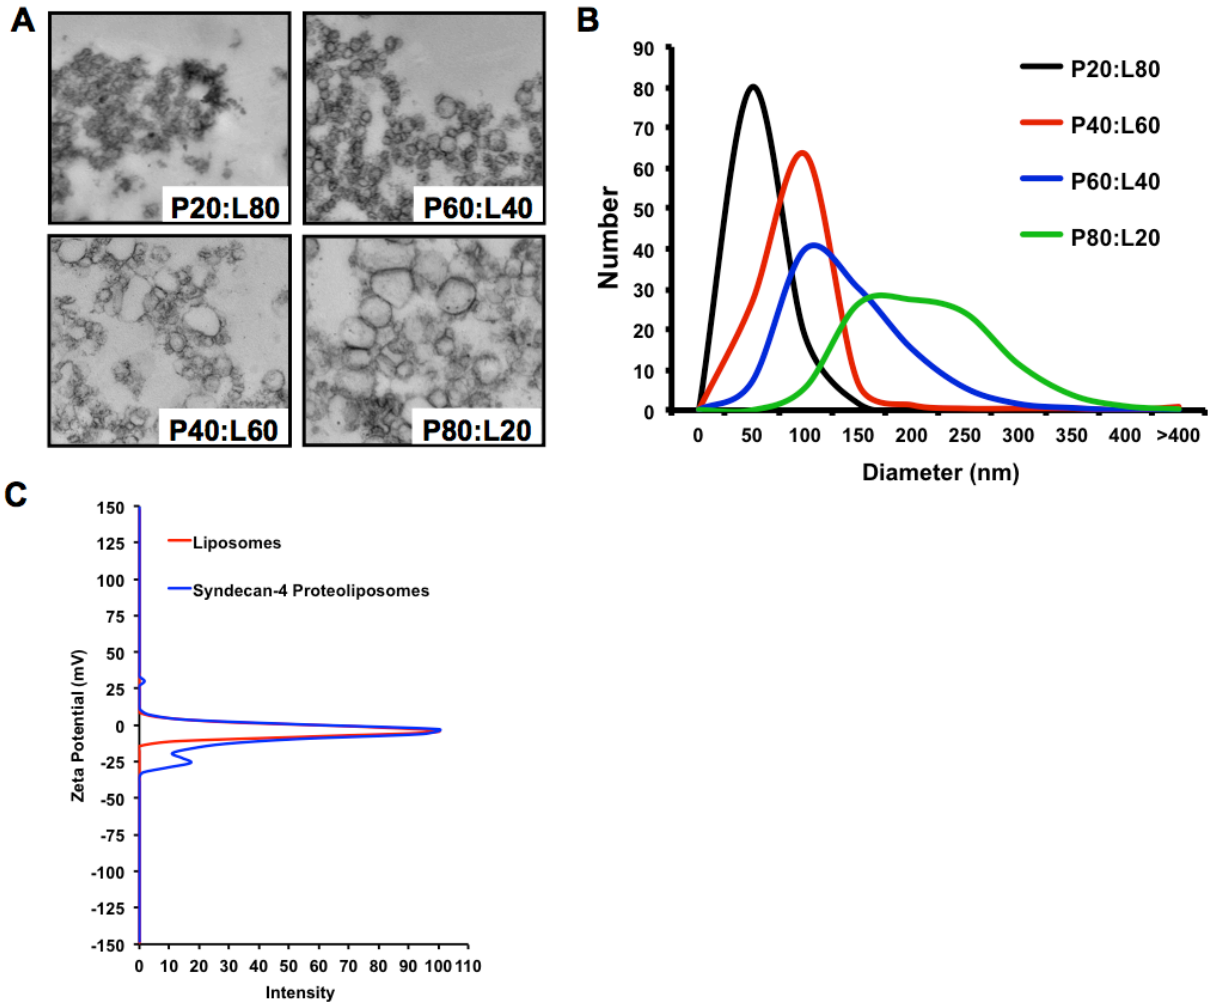 A
P20:L80
P60:L40
P40:L60
P80:L20
B
90
80
70
60
50
40
30
20
10
0
Number
P20:L80
P40:L60
P60:L40
P80:L20
0 50 100 150 200 250 300 350 400 >400
Diameter (nm)
C
150
125
100
75
50
25
0
-25
-50
-75
-100
-125
-150
Zeta Potential (mV)
Liposomes
Syndecan-4 Proteoliposomes
0 10 20 30 40 50 60 70 80 90 100 110
Intensity